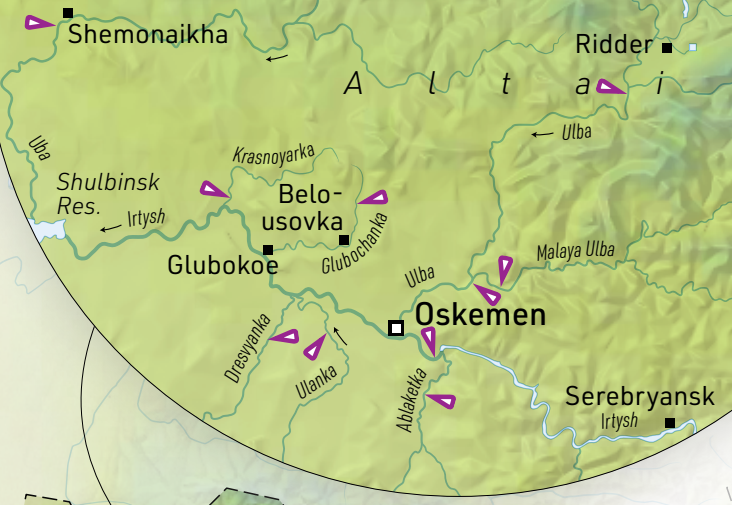 Shemonaikha
Ridder
A l t a i
Ulba
Uba
Krasnoyarka
Shulbinsk
Res.
Belo-
usovka
Irtysh
Glubochanka
Glubokoe
Malaya Ulba
Ulba
Oskemen
Dresvyanka
Ulanka
Ablaketka
Serebryansk
Irtysh